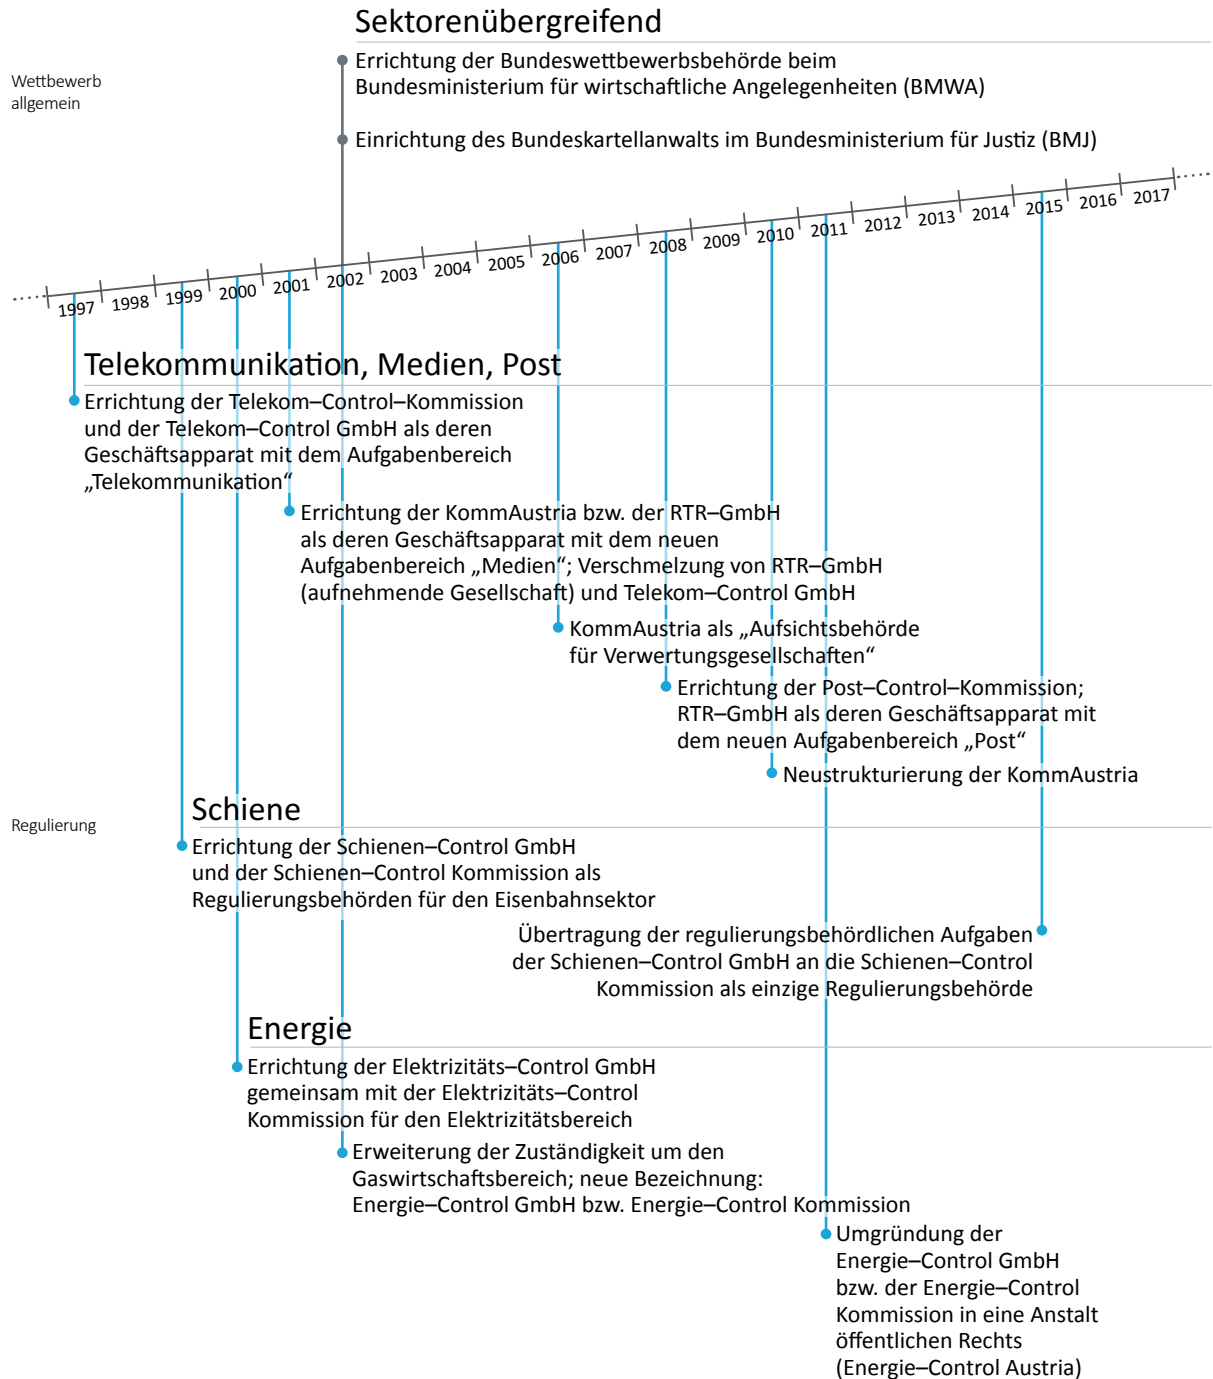 Sektorenübergreifend
Wettbewerb
allgemein
Errichtung der Bundeswettbewerbsbehörde beim
Bundesministerium für wirtschaftliche Angelegenheiten (BMWA)
Einrichtung des Bundeskartellanwalts im Bundesministerium für Justiz (BMJ)
1997 1998 1999 2000 2001 2002 2003 2004 2005 2006 2007 2008 2009 2010 2011 2012 2013 2014 2015 2016 2017
Telekommunikation, Medien, Post
Errichtung der Telekom–Control–Kommission
und der Telekom–Control GmbH als deren
Geschäftsapparat mit dem Aufgabenbereich
„Telekommunikation“
Errichtung der KommAustria bzw. der RTR–GmbH
als deren Geschäftsapparat mit dem neuen
Aufgabenbereich „Medien“; Verschmelzung von RTR–GmbH
(aufnehmende Gesellschaft) und Telekom–Control GmbH
KommAustria als „Aufsichtsbehörde
für Verwertungsgesellschaften“
Errichtung der Post–Control–Kommission;
RTR–GmbH als deren Geschäftsapparat mit
dem neuen Aufgabenbereich „Post“
Neustrukturierung der KommAustria
Regulierung
Schiene
Errichtung der Schienen–Control GmbH
und der Schienen–Control Kommission als
Regulierungsbehörden für den Eisenbahnsektor
Übertragung der regulierungsbehördlichen Aufgaben
der Schienen–Control GmbH an die Schienen–Control
Kommission als einzige Regulierungsbehörde
Energie
Errichtung der Elektrizitäts–Control GmbH
gemeinsam mit der Elektrizitäts–Control
Kommission für den Elektrizitätsbereich
Erweiterung der Zuständigkeit um den
Gaswirtschaftsbereich; neue Bezeichnung:
Energie–Control GmbH bzw. Energie–Control Kommission
Umgründung der
Energie–Control GmbH
bzw. der Energie–Control
Kommission in eine Anstalt
öffentlichen Rechts
(Energie–Control Austria)